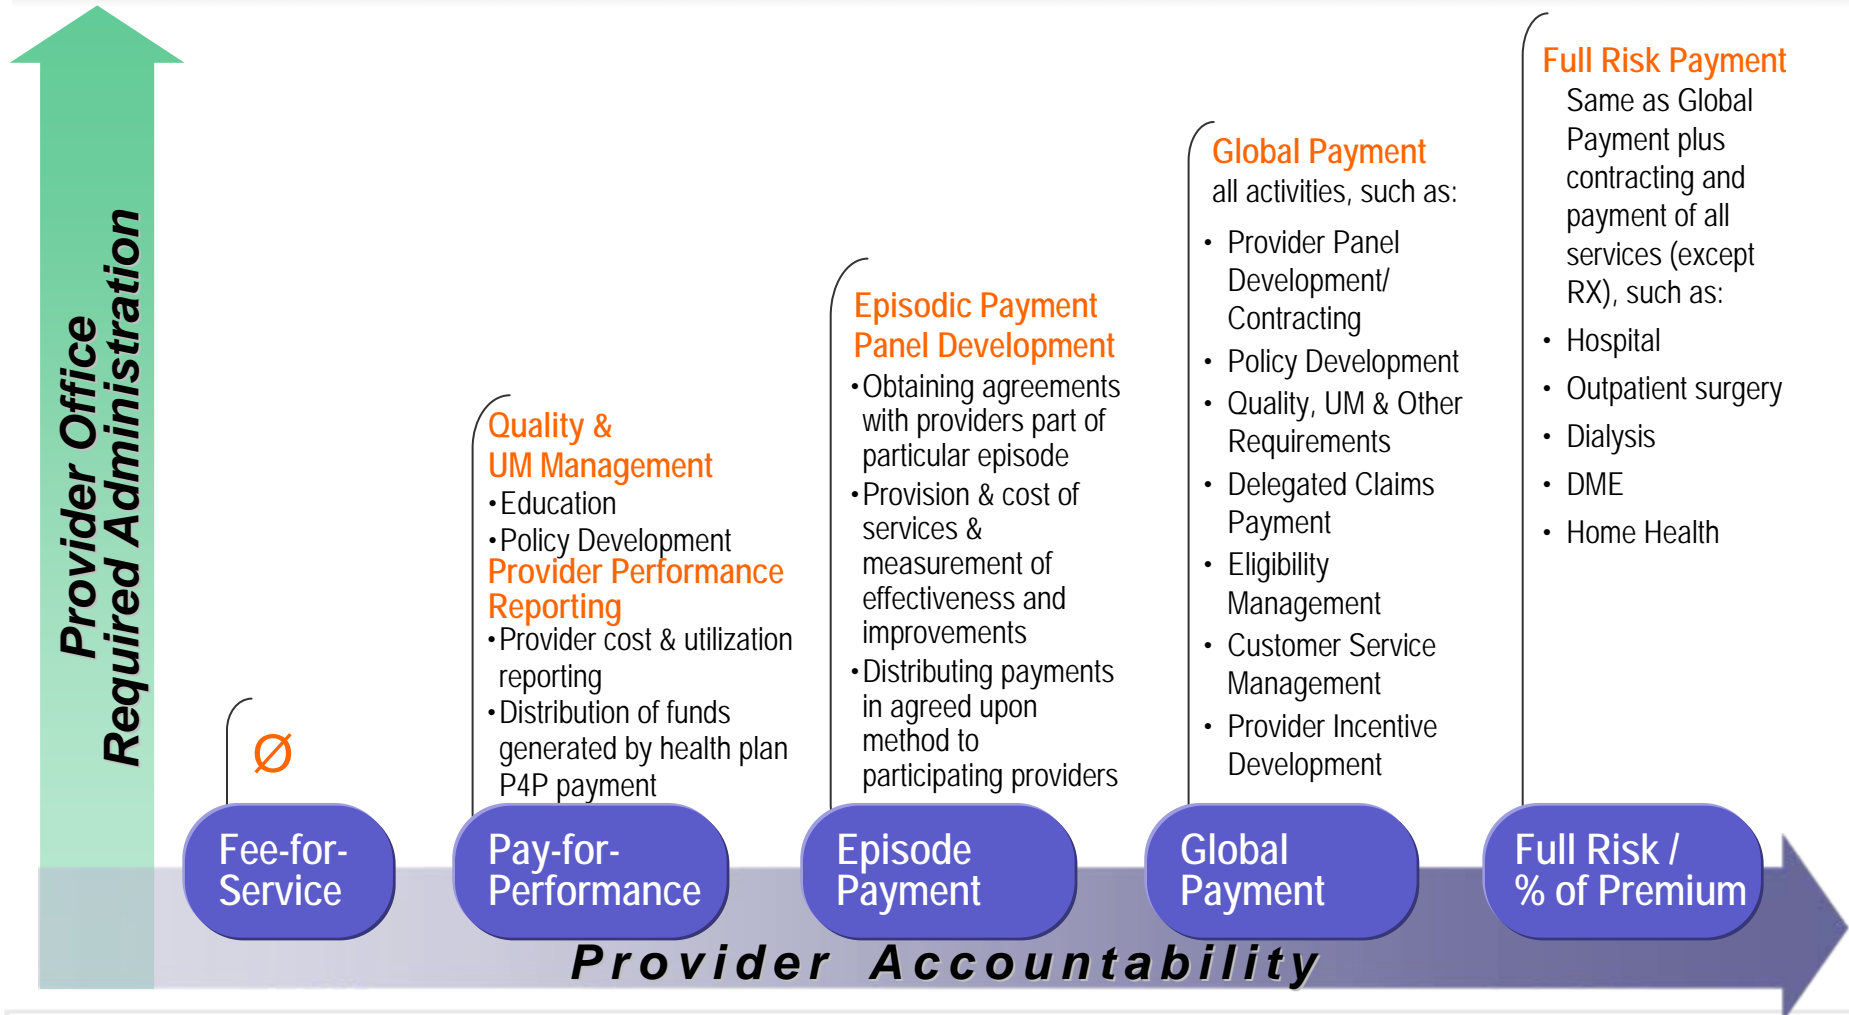 Provider Office
Required Administration
Ø
Fee-for-
Service
Quality &
UM Management
•Education
•Policy Development
Provider Performance
Reporting
•Provider cost & utilization
reporting
•Distribution of funds
generated by health plan
P4P payment
Pay-for-
Performance
Episodic Payment
Panel Development
•Obtaining agreements
with providers part of
particular episode
•Provision & cost of
services &
measurement of
effectiveness and
improvements
•Distributing payments
in agreed upon
method to
participating providers
Episode
Payment
Global Payment
all activities, such as:
• Provider Panel
Development/
Contracting
• Policy Development
• Quality, UM & Other
Requirements
• Delegated Claims
Payment
• Eligibility
Management
• Customer Service
Management
• Provider Incentive
Development
Global
Payment
Full Risk Payment
Same as Global
Payment plus
contracting and
payment of all
services (except
RX), such as:
• Hospital
• Outpatient surgery
• Dialysis
• DME
• Home Health
Full Risk /
% of Premium
Provider Accountability